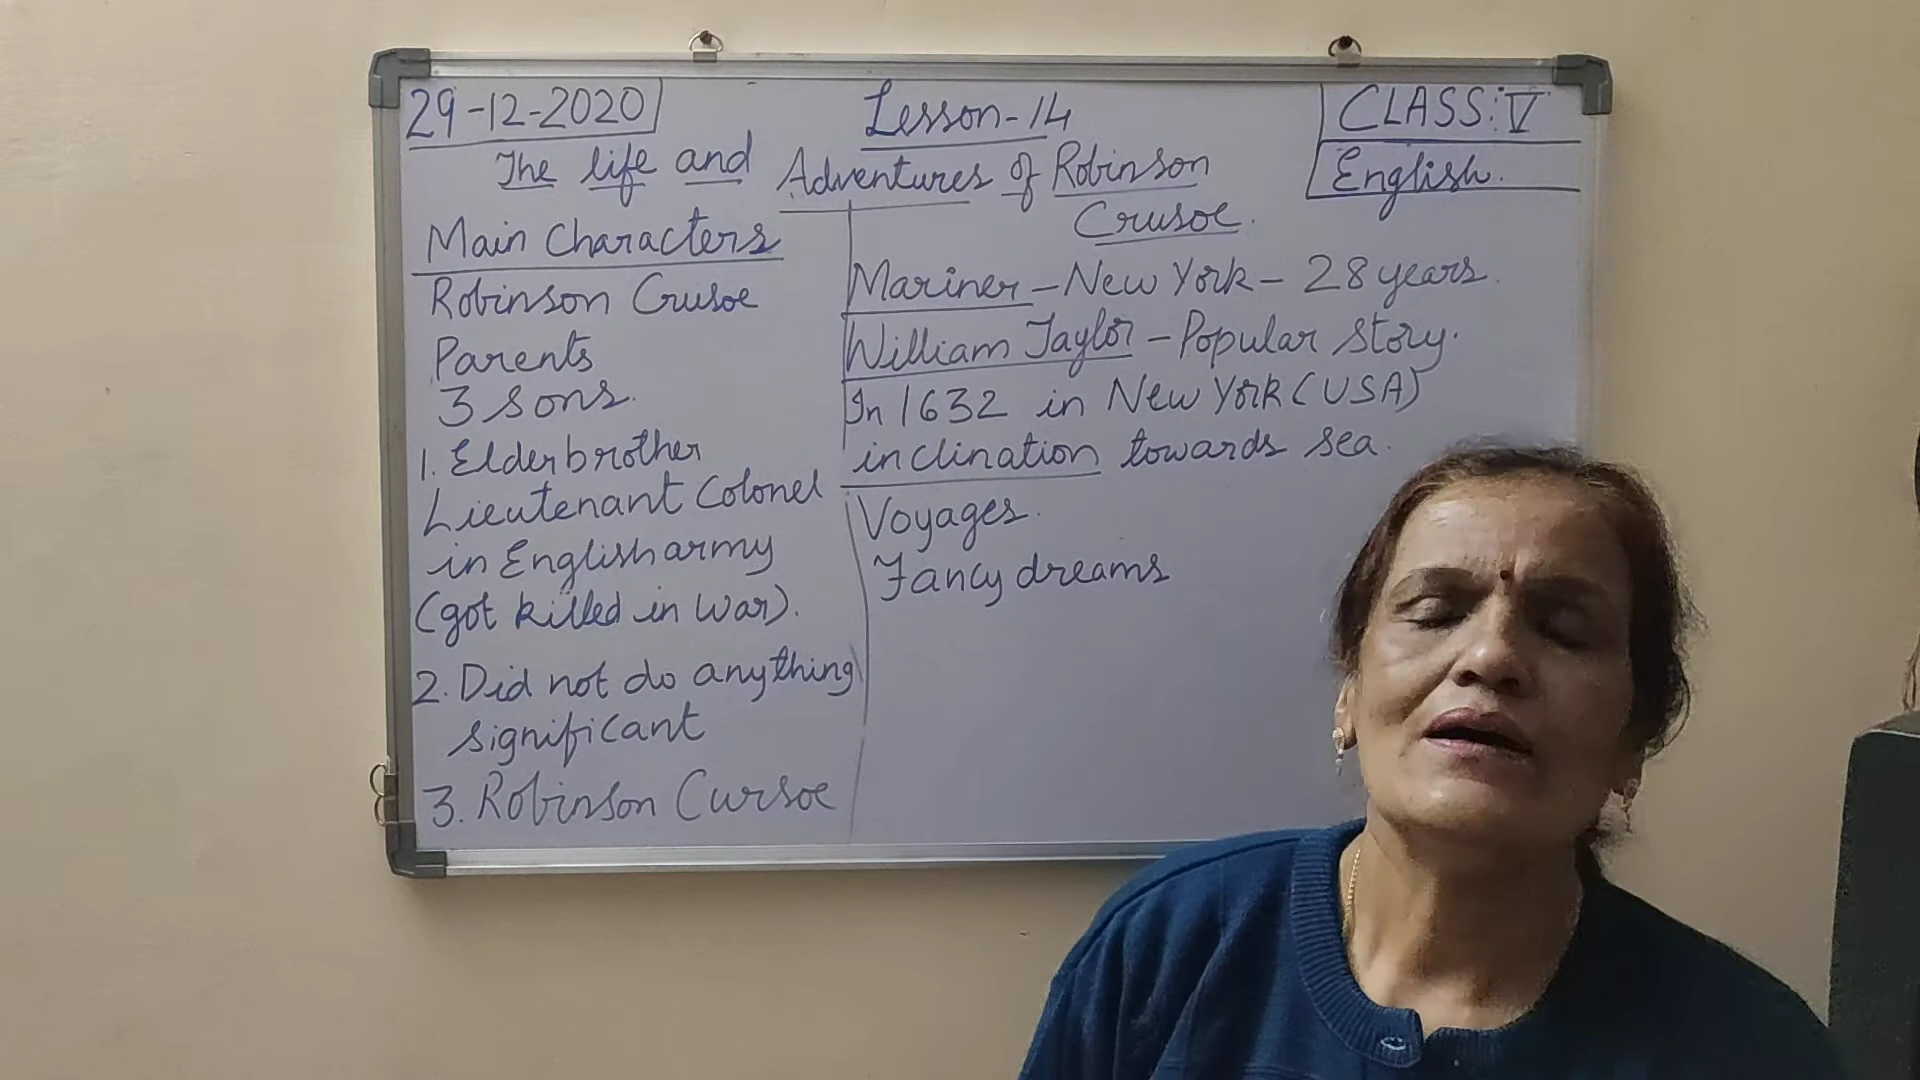 29-12-2020
Lesson-14
CLASS: V
English.
The life and Adventures of Robinson
Crusoe.
Main Characters
Robinson Crusoe
Parents
3 sons.
1. Elder brother
Lieutenant Colonel
in English army
(got killed in war).
2. Did not do anything
significant
3. Robinson Cursoe
Mariner - New York - 28 years.
William Taylor - Popular story.
In 1632 in New York (USA)
inclination towards sea.
Voyages.
Fancy dreams